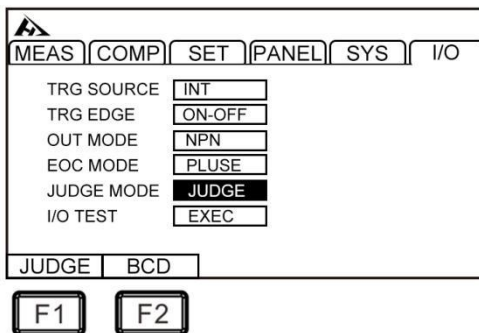 MEAS COMP SET PANEL SYS I/O
TRG SOURCE INT
TRG EDGE ON-OFF
OUT MODE NPN
EOC MODE PLUSE
JUDGE MODE JUDGE
I/O TEST EXEC
JUDGE BCD
F1 F2